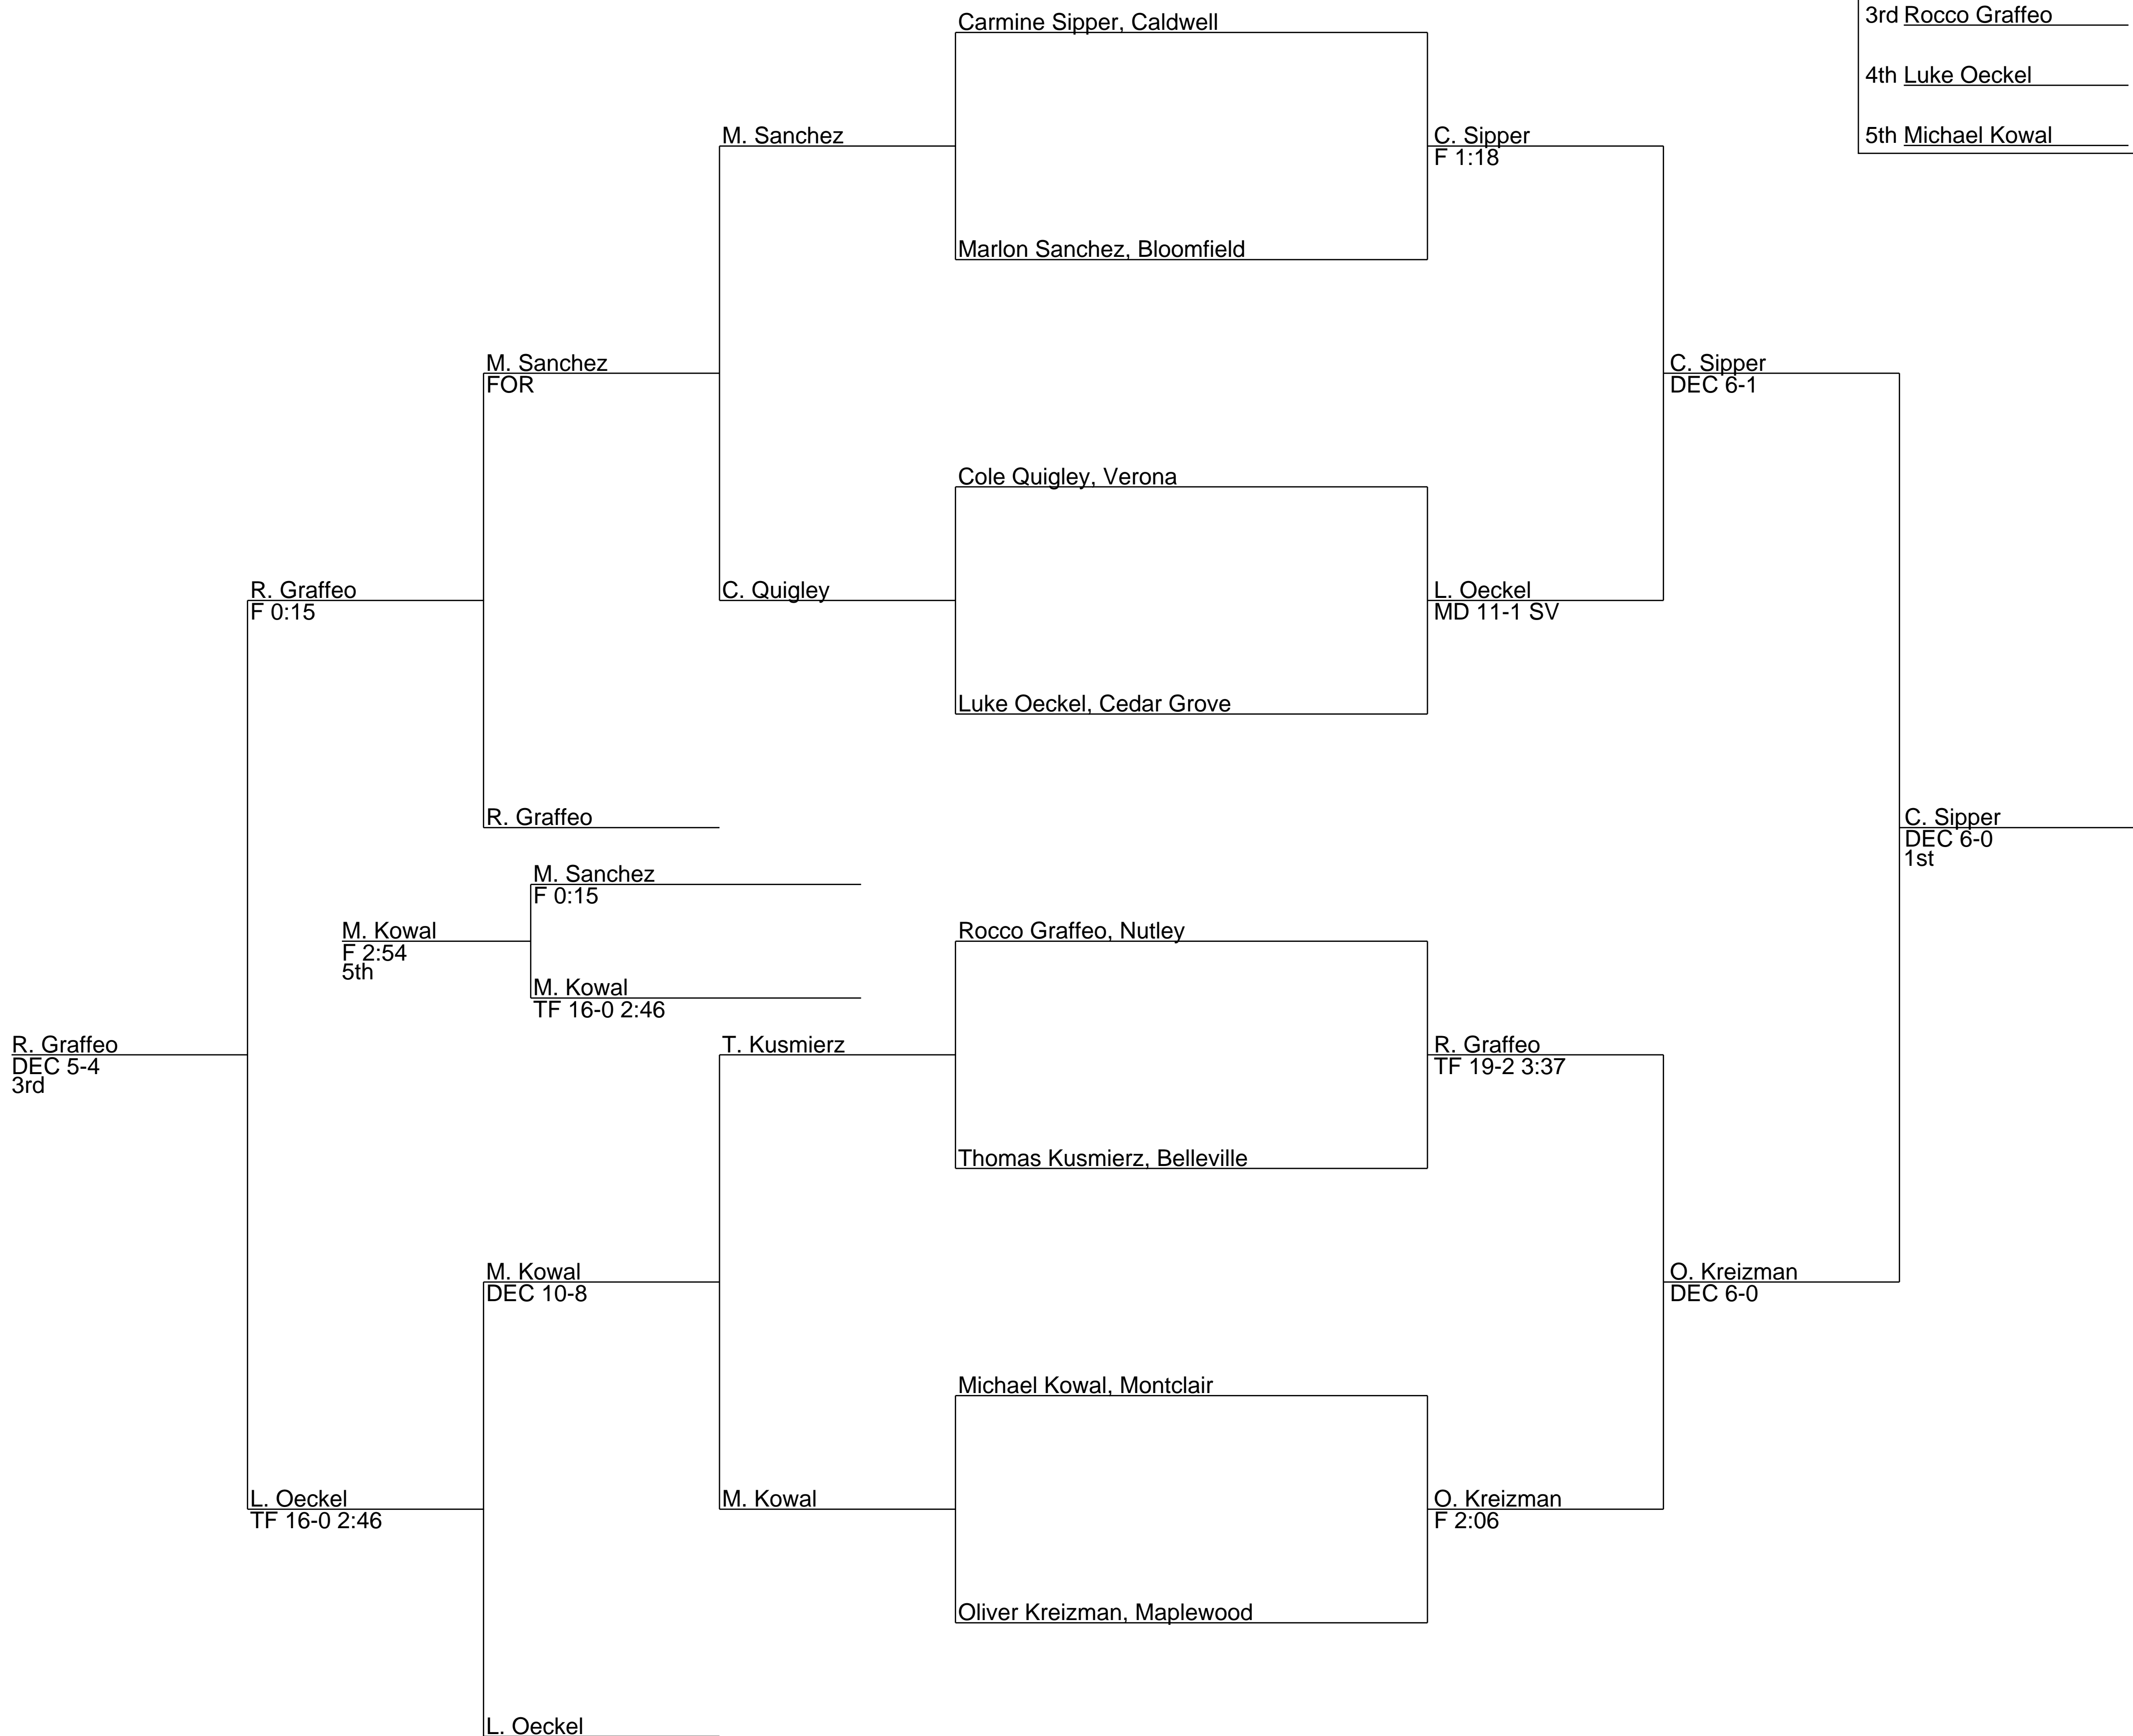 3rd Rocco Graffeo
Carmine Sipper, Caldwell
4th Luke Oeckel
M. Sanchez
C. Sipper
5th Michael Kowal
F 1:18
Marlon Sanchez, Bloomfield
M. Sanchez
C. Sipper
FOR
DEC 6-1
Cole Quigley, Verona
R. Graffeo
C. Quigley
L. Oeckel
F 0:15
MD 11-1 SV
Luke Oeckel, Cedar Grove
R. Graffeo
C. Sipper
DEC 6-0
1st
M. Sanchez
F 0:15
M. Kowal
F 2:54
5th
Rocco Graffeo, Nutley
M. Kowal
TF 16-0 2:46
R. Graffeo
DEC 5-4
3rd
T. Kusmierz
R. Graffeo
TF 19-2 3:37
Thomas Kusmierz, Belleville
M. Kowal
DEC 10-8
O. Kreizman
DEC 6-0
Michael Kowal, Montclair
L. Oeckel
TF 16-0 2:46
M. Kowal
O. Kreizman
F 2:06
Oliver Kreizman, Maplewood
L. Oeckel